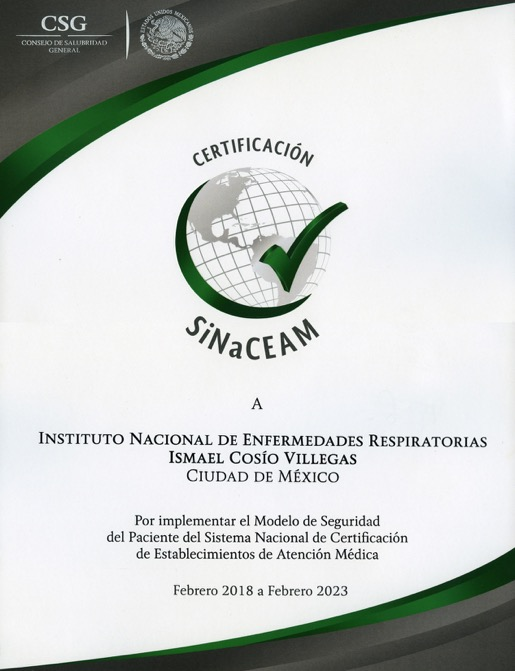 CSG
CONSEJO DE SALUBRIDAD
GENERAL
ESTADOS UNIDOS MEXICANOS
CERTIFICACIÓN
SiNaCEAM
A
INSTITUTO NACIONAL DE ENFERMEDADES RESPIRATORIAS
ISMAEL COSÍO VILLEGAS
CIUDAD DE MÉXICO
Por implementar el Modelo de Seguridad
del Paciente del Sistema Nacional de Certificación
de Establecimientos de Atención Médica
Febrero 2018 a Febrero 2023